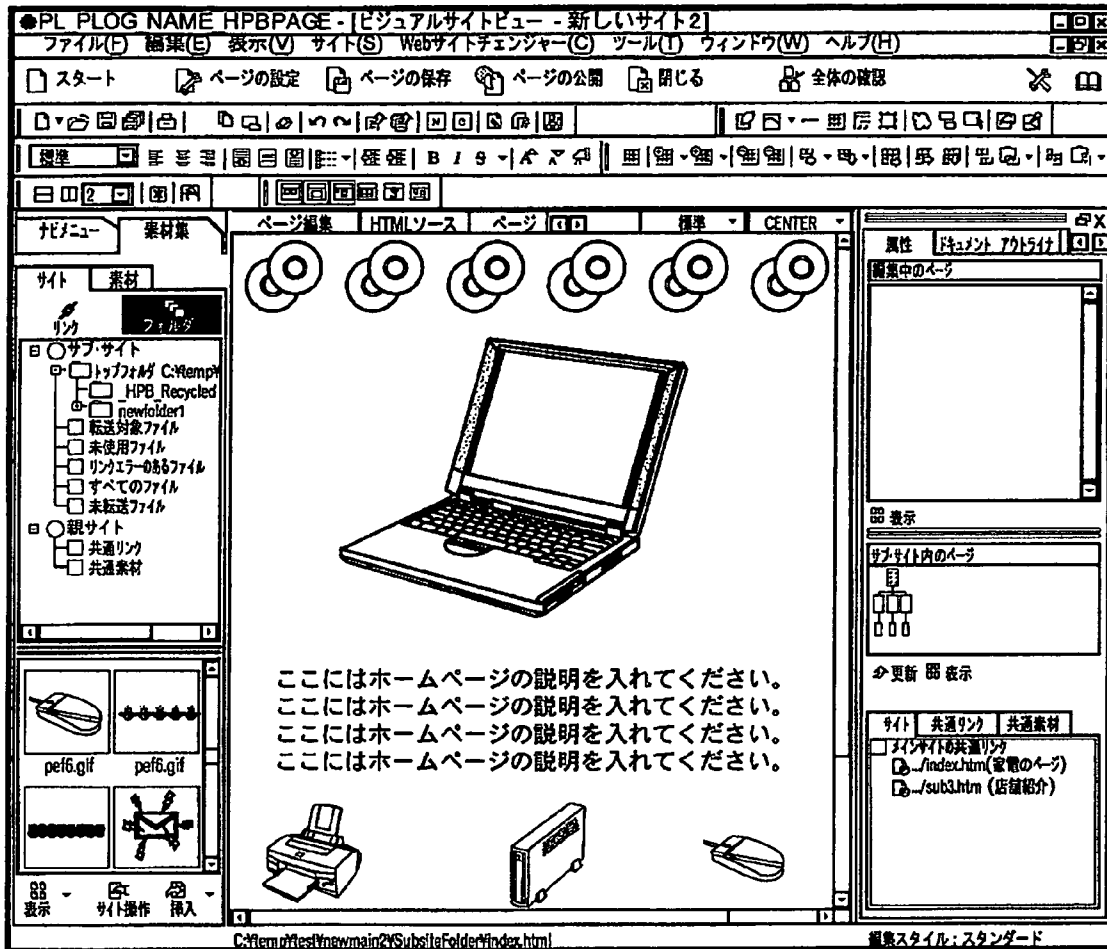 PL_PLOG NAME HPBPAGE - [ビジュアルサイトビュー - 新しいサイト2]
ファイル(F) 編集(E) 表示(V) サイト(S) Webサイトチェンジャー(C) ツール(T) ウィンドウ(W) ヘルプ(H)
スタート ページの設定 ページの保存 ページの公開 閉じる 全体の確認
標準 B I S
2
ナビメニュー 素材集
ページ編集 HTMLソース ページ 標準 CENTER
属性 ドキュメント アウトライナ
サイト 素材
リンク フォルダ
サブ・サイト
トップフォルダ C:¥temp¥
_HPB_Recycled
newfolder1
転送対象ファイル
未使用ファイル
リンクエラーのあるファイル
すべてのファイル
未転送ファイル
親サイト
共通リンク
共通素材
pef6.gif pef6.gif
表示 サイト操作 挿入
ここにはホームページの説明を入れてください。
ここにはホームページの説明を入れてください。
ここにはホームページの説明を入れてください。
ここにはホームページの説明を入れてください。
編集中のページ
表示
サブ・サイト内のページ
更新 表示
サイト 共通リンク 共通素材
メインサイトの共通リンク
../index.htm(家電のページ)
../sub3.htm (店舗紹介)
C:¥temp¥test¥newmain2¥SubsiteFolder¥index.html
編集スタイル : スタンダード